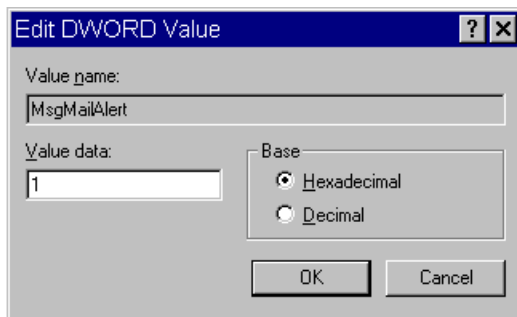 Edit DWORD Value
Value name:
MsgMailAlert
Value data:
1
Base
Hexadecimal
Decimal
OK
Cancel